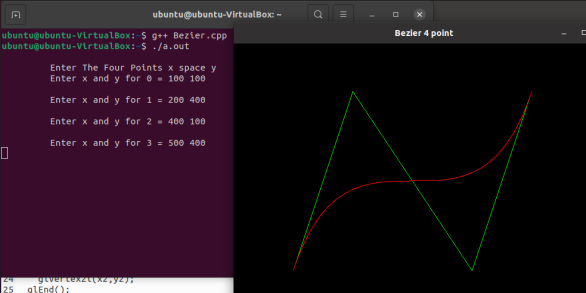 ubuntu@ubuntu-VirtualBox: ~
ubuntu@ubuntu-VirtualBox:~$ g++ Bezier.cpp
ubuntu@ubuntu-VirtualBox:~$ ./a.out
Enter The Four Points x space y
Enter x and y for 0 = 100 100
Enter x and y for 1 = 200 400
Enter x and y for 2 = 400 100
Enter x and y for 3 = 500 400
Bezier 4 point
24 glVertex2i(x2,y2);
25 glEnd();